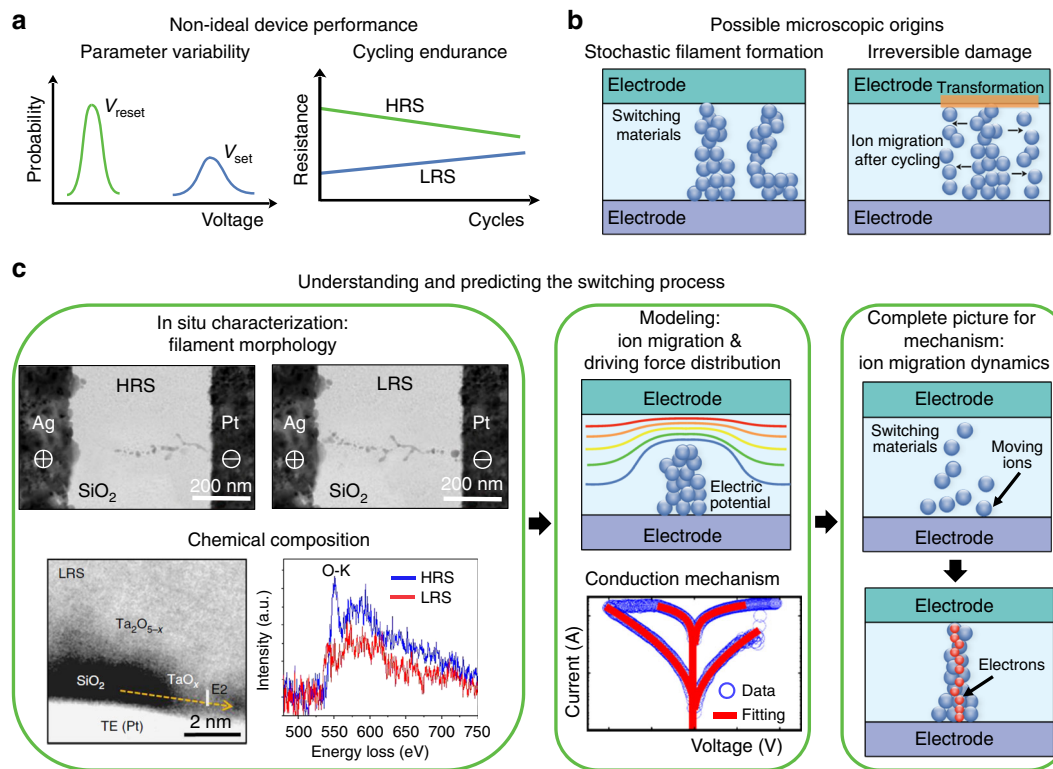 a
Non-ideal device performance
Parameter variability
Cycling endurance
Probability
V_reset
V_set
Voltage
Resistance
HRS
LRS
Cycles
b
Possible microscopic origins
Stochastic filament formation
Irreversible damage
Electrode
Switching
materials
Electrode
Electrode
Transformation
Ion migration
after cycling
Electrode
c
Understanding and predicting the switching process
In situ characterization:
filament morphology
HRS
Ag
Pt
SiO₂
200 nm
LRS
Ag
Pt
SiO₂
200 nm
Chemical composition
LRS
Ta₂O₅₋ₓ
SiO₂
TaOₓ
E2
TE (Pt)
2 nm
O-K
HRS
LRS
Intensity (a.u.)
500 550 600 650 700 750
Energy loss (eV)
Modeling:
ion migration &
driving force distribution
Electrode
Electric
potential
Electrode
Conduction mechanism
Current (A)
Data
Fitting
Voltage (V)
Complete picture for
mechanism:
ion migration dynamics
Electrode
Switching
materials
Moving
ions
Electrode
Electrode
Electrons
Electrode